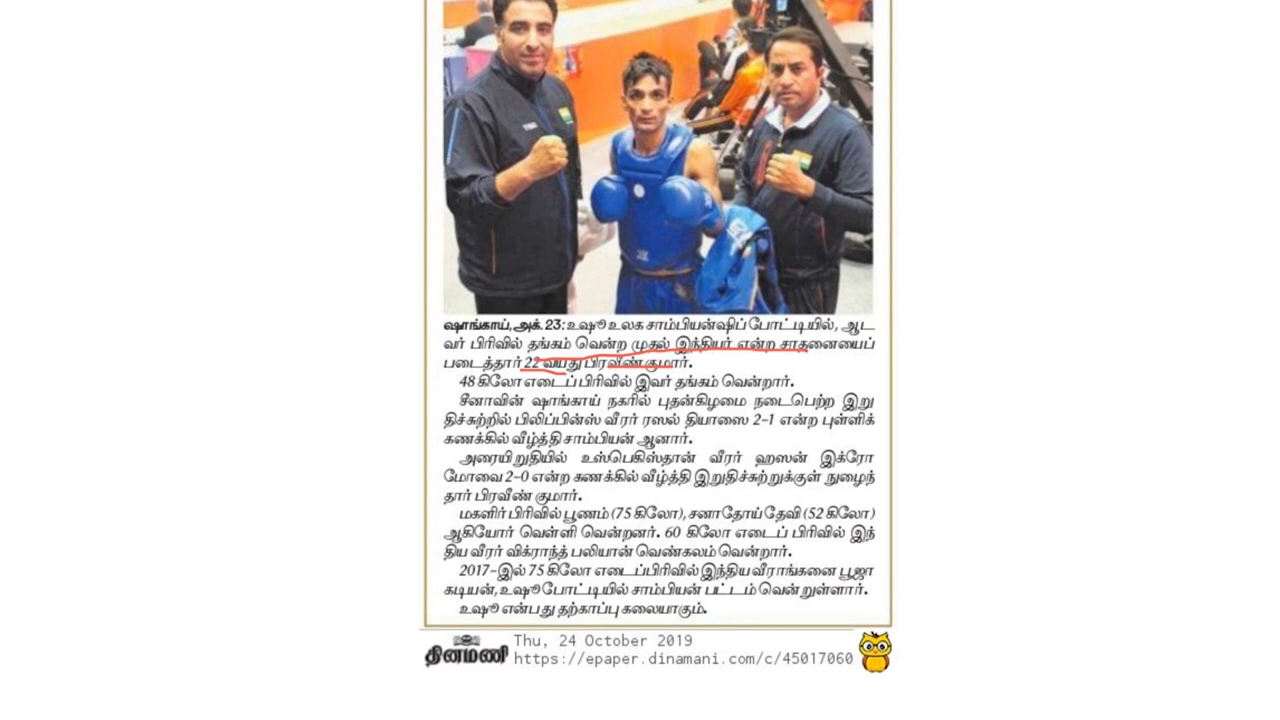 ஷாங்காய், அக். 23: உஷூ உலக சாம்பியன்ஷிப் போட்டியில், ஆட
வர் பிரிவில் தங்கம் வென்ற முதல் இந்தியர் என்ற சாதனையைப்
படைத்தார் 22 வயது பிரவீண்குமார்.
48 கிலோ எடைப் பிரிவில் இவர் தங்கம் வென்றார்.
சீனாவின் ஷாங்காய் நகரில் புதன்கிழமை நடைபெற்ற இறு
திச்சுற்றில் பிலிப்பின்ஸ் வீரர் ரஸல் தியாஸை 2-1 என்ற புள்ளிக்
கணக்கில் வீழ்த்தி சாம்பியன் ஆனார்.
அரையிறுதியில் உஸ்பெகிஸ்தான் வீரர் ஹஸன் இக்ரோ
மோவை 2-0 என்ற கணக்கில் வீழ்த்தி இறுதிச்சுற்றுக்குள் நுழைந்
தார் பிரவீண் குமார்.
மகளிர் பிரிவில் பூணம் (75 கிலோ), சனாதோய் தேவி (52 கிலோ)
ஆகியோர் வெள்ளி வென்றனர். 60 கிலோ எடைப் பிரிவில் இந்
திய வீரர் விக்ராந்த் பலியான் வெண்கலம் வென்றார்.
2017-இல் 75 கிலோ எடைப்பிரிவில் இந்திய வீராங்கனை பூஜா
கடியன், உஷூ போட்டியில் சாம்பியன் பட்டம் வென்றுள்ளார்.
உஷூ என்பது தற்காப்பு கலையாகும்.
தினமணி
Thu, 24 October 2019
https://epaper.dinamani.com/c/45017060